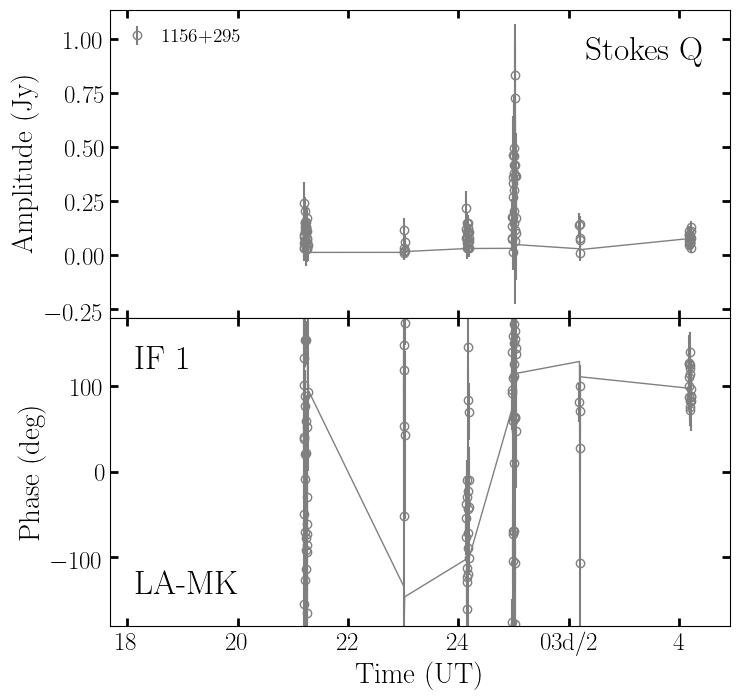 1156+295
Stokes Q
Amplitude (Jy)
1.00
0.75
0.50
0.25
0.00
−0.25
IF 1
LA-MK
Phase (deg)
100
0
−100
18 20 22 24 03d/2 4
Time (UT)